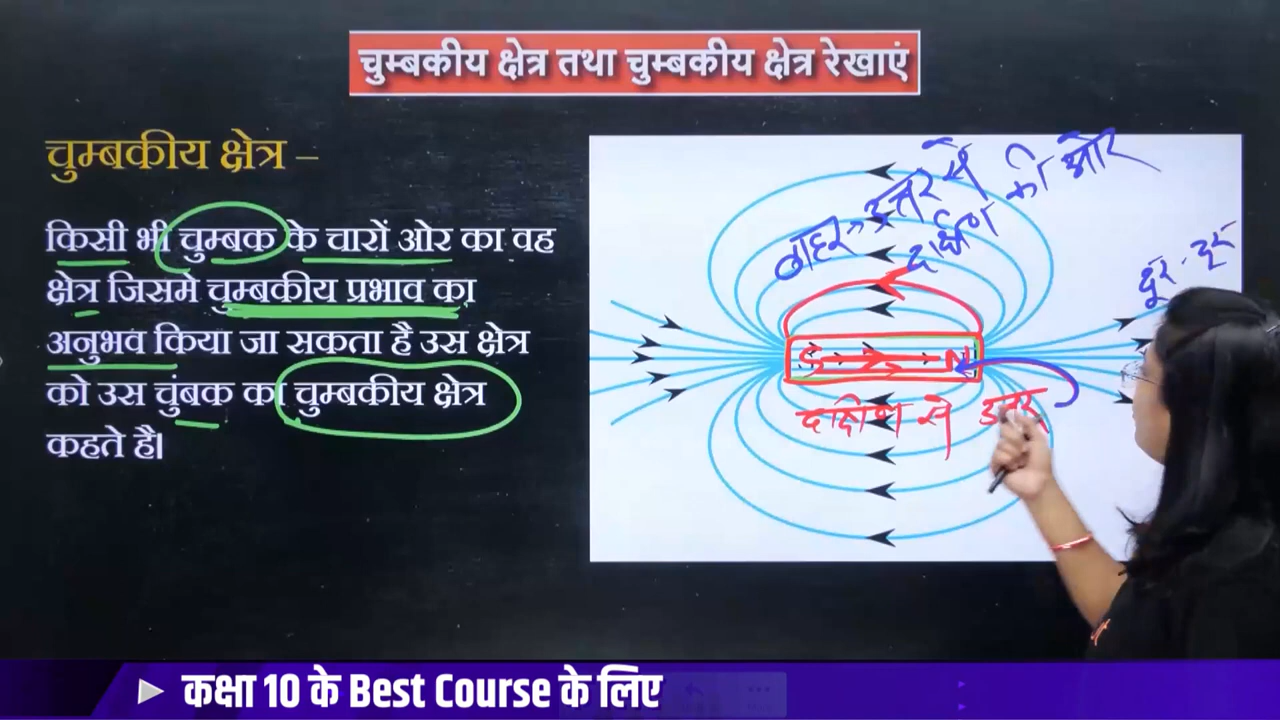 चुम्बकीय क्षेत्र तथा चुम्बकीय क्षेत्र रेखाएं
चुम्बकीय क्षेत्र –
किसी भी चुम्बक के चारों ओर का वह
क्षेत्र जिसमे चुम्बकीय प्रभाव का
अनुभव किया जा सकता है उस क्षेत्र
को उस चुंबक का चुम्बकीय क्षेत्र
कहते है।
बाहर → उत्तर से
दक्षिण की ओर
दूर - दूर
S N
दक्षिण से उत्तर
कक्षा 10 के Best Course के लिए